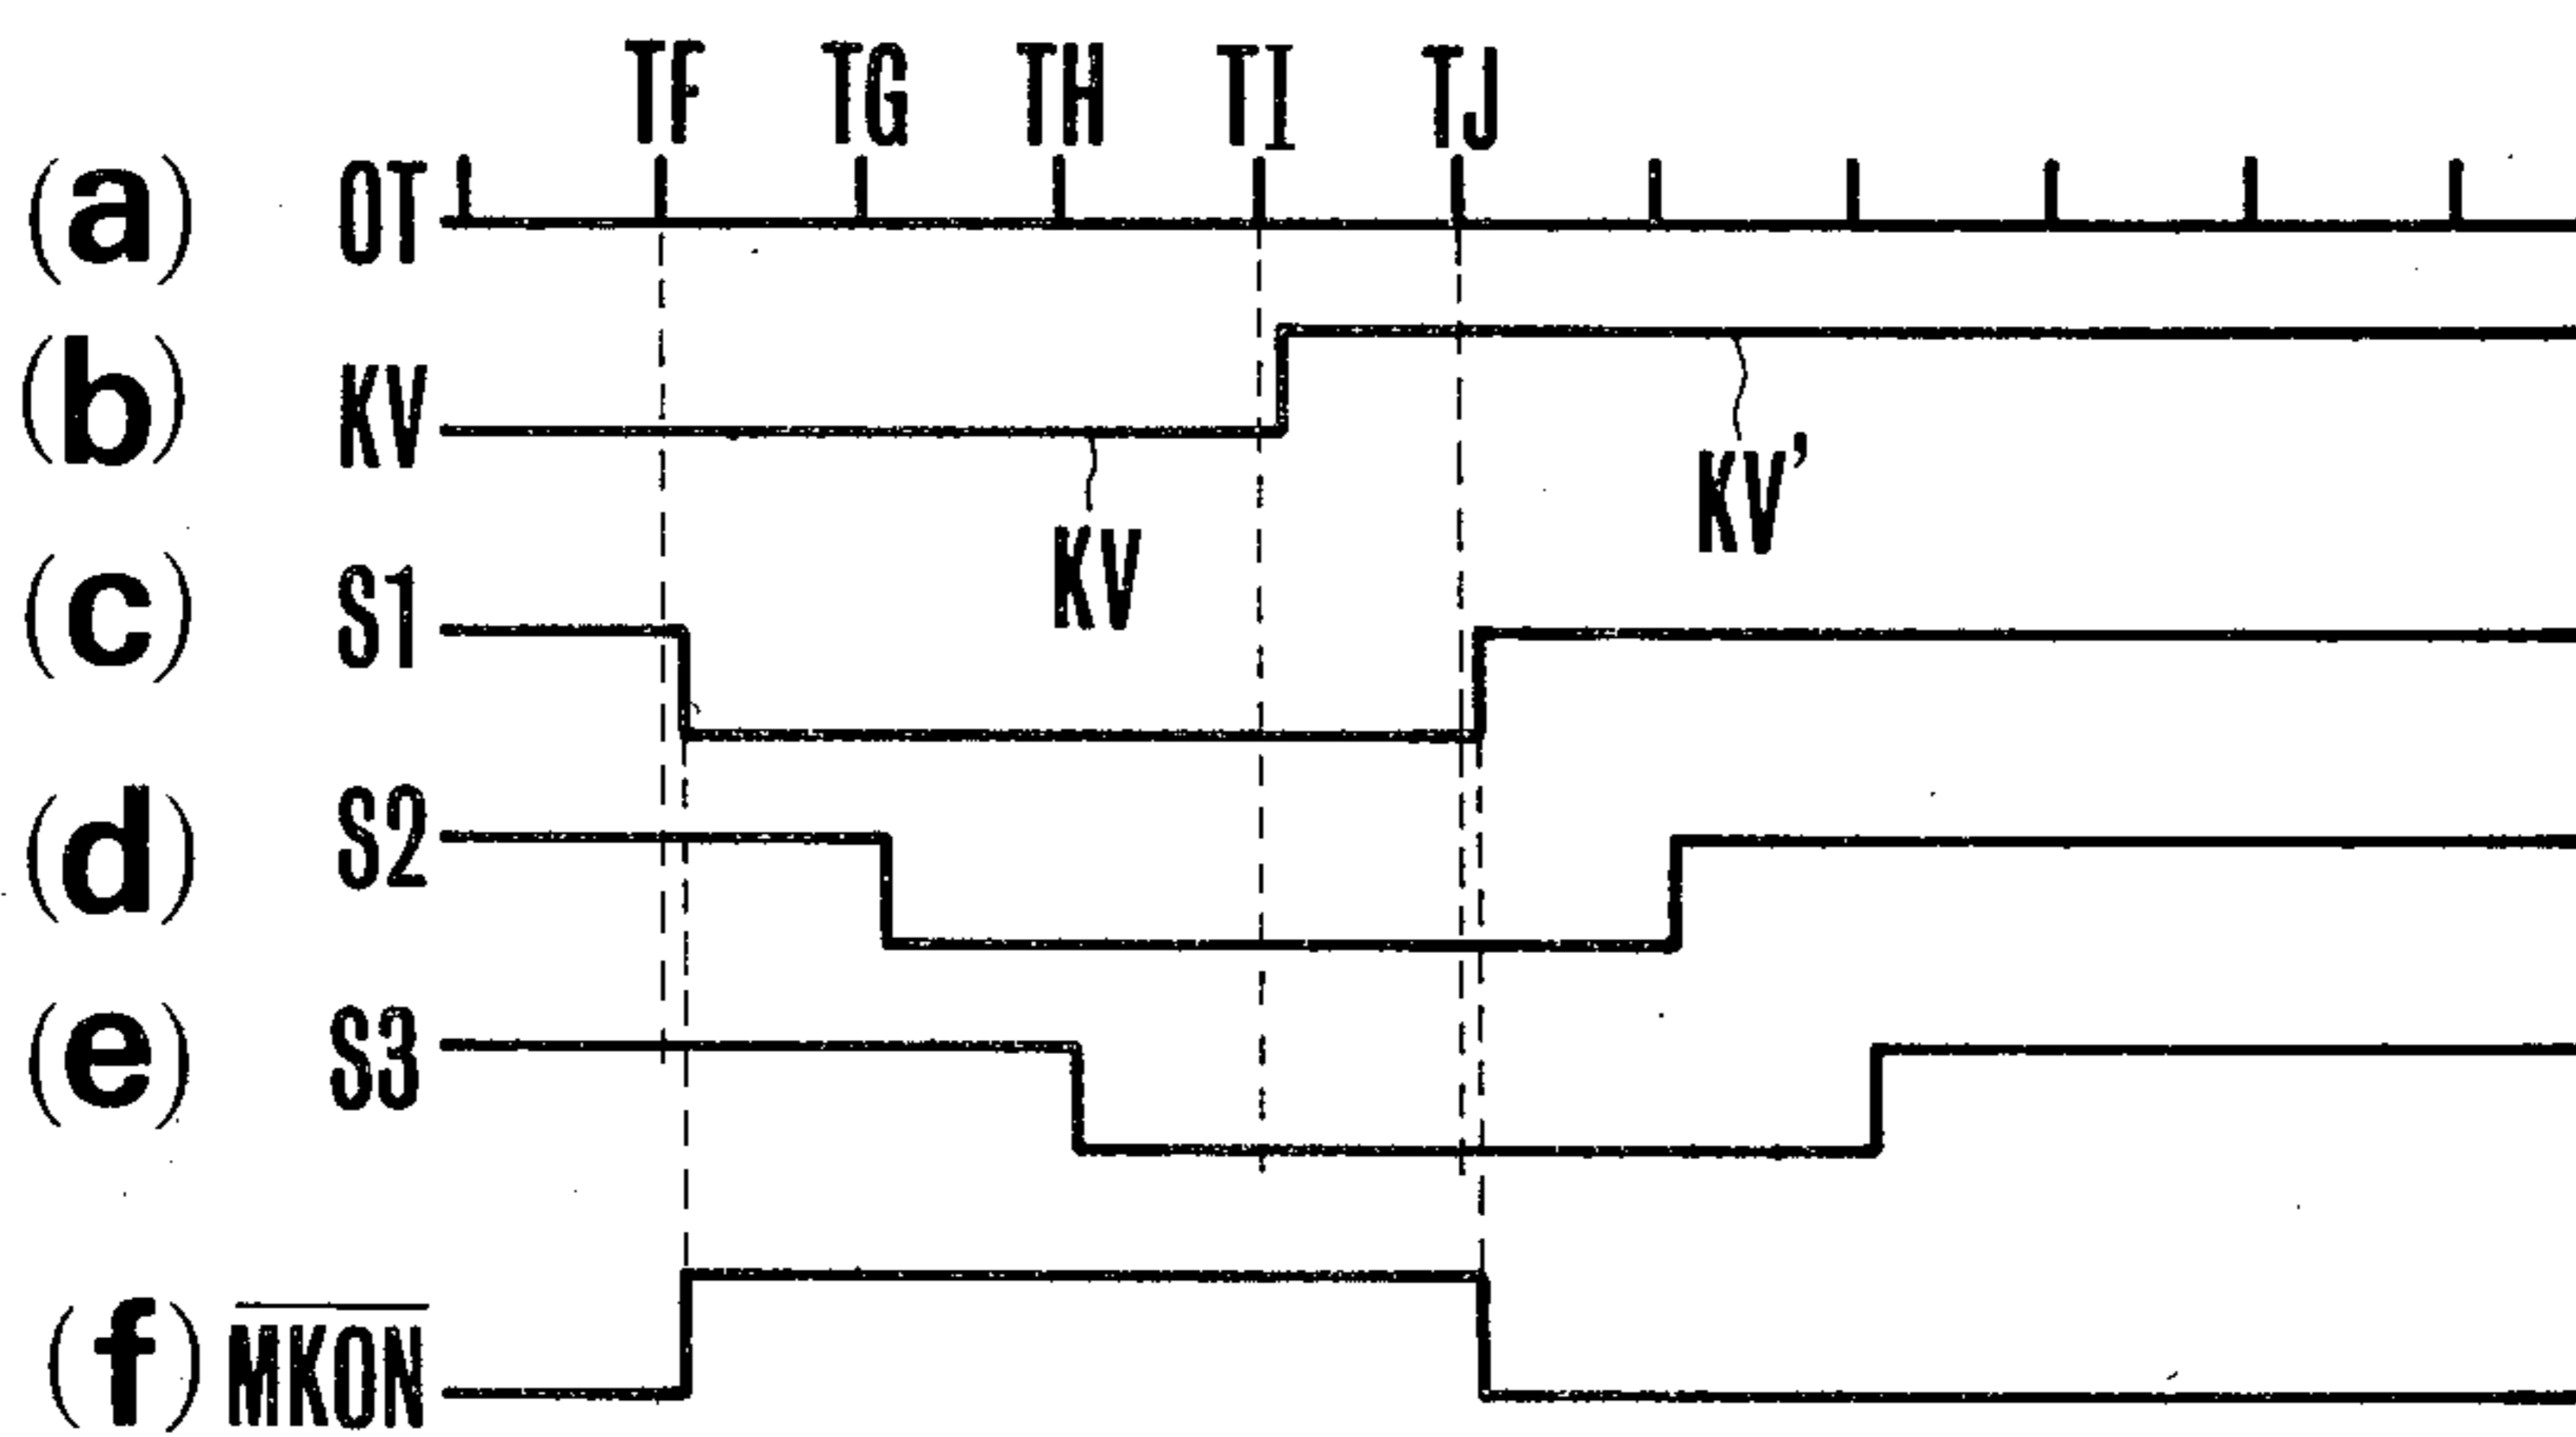 TF TG TH TI TJ
(a) OT
(b) KV
KV
KV'
(c) S1
(d) S2
(e) S3
(f) MKON